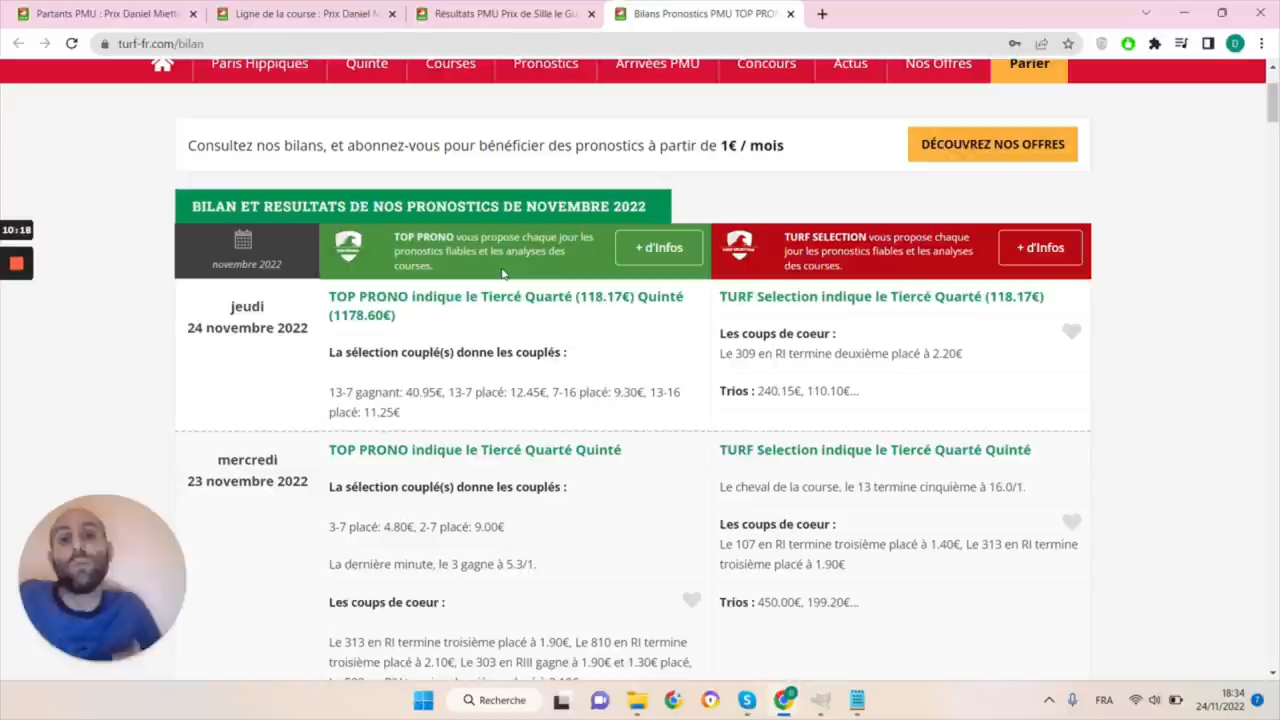 Partants PMU : Prix Daniel Miett
Ligne de la course : Prix Daniel M
Résultats PMU Prix de Sille le Gu
Bilans Pronostics PMU TOP PRON
turf-fr.com/bilan
Paris Hippiques
Quinté
Courses
Pronostics
Arrivées PMU
Concours
Actus
Nos Offres
Parier
Consultez nos bilans, et abonnez-vous pour bénéficier des pronostics à partir de 1€ / mois
DÉCOUVREZ NOS OFFRES
10:18
BILAN ET RESULTATS DE NOS PRONOSTICS DE NOVEMBRE 2022
novembre 2022
TOP PRONO vous propose chaque jour les
pronostics fiables et les analyses des
courses.
+ d'Infos
TURF SELECTION vous propose chaque
jour les pronostics fiables et les analyses
des courses.
+ d'Infos
jeudi
24 novembre 2022
TOP PRONO indique le Tiercé Quarté (118.17€) Quinté
(1178.60€)
La sélection couplé(s) donne les couplés :
13-7 gagnant: 40.95€, 13-7 placé: 12.45€, 7-16 placé: 9.30€, 13-16
placé: 11.25€
TURF Selection indique le Tiercé Quarté (118.17€)
Les coups de coeur :
Le 309 en RI termine deuxième placé à 2.20€
Trios : 240.15€, 110.10€...
mercredi
23 novembre 2022
TOP PRONO indique le Tiercé Quarté Quinté
La sélection couplé(s) donne les couplés :
3-7 placé: 4.80€, 2-7 placé: 9.00€
La dernière minute, le 3 gagne à 5.3/1.
Les coups de coeur :
Le 313 en RI termine troisième placé à 1.90€, Le 810 en RI termine
troisième placé à 2.10€, Le 303 en RIII gagne à 1.90€ et 1.30€ placé,
TURF Selection indique le Tiercé Quarté Quinté
Le cheval de la course, le 13 termine cinquième à 16.0/1.
Les coups de coeur :
Le 107 en RI termine troisième placé à 1.40€, Le 313 en RI termine
troisième placé à 1.90€
Trios : 450.00€, 199.20€...
Recherche
FRA
18:34
24/11/2022